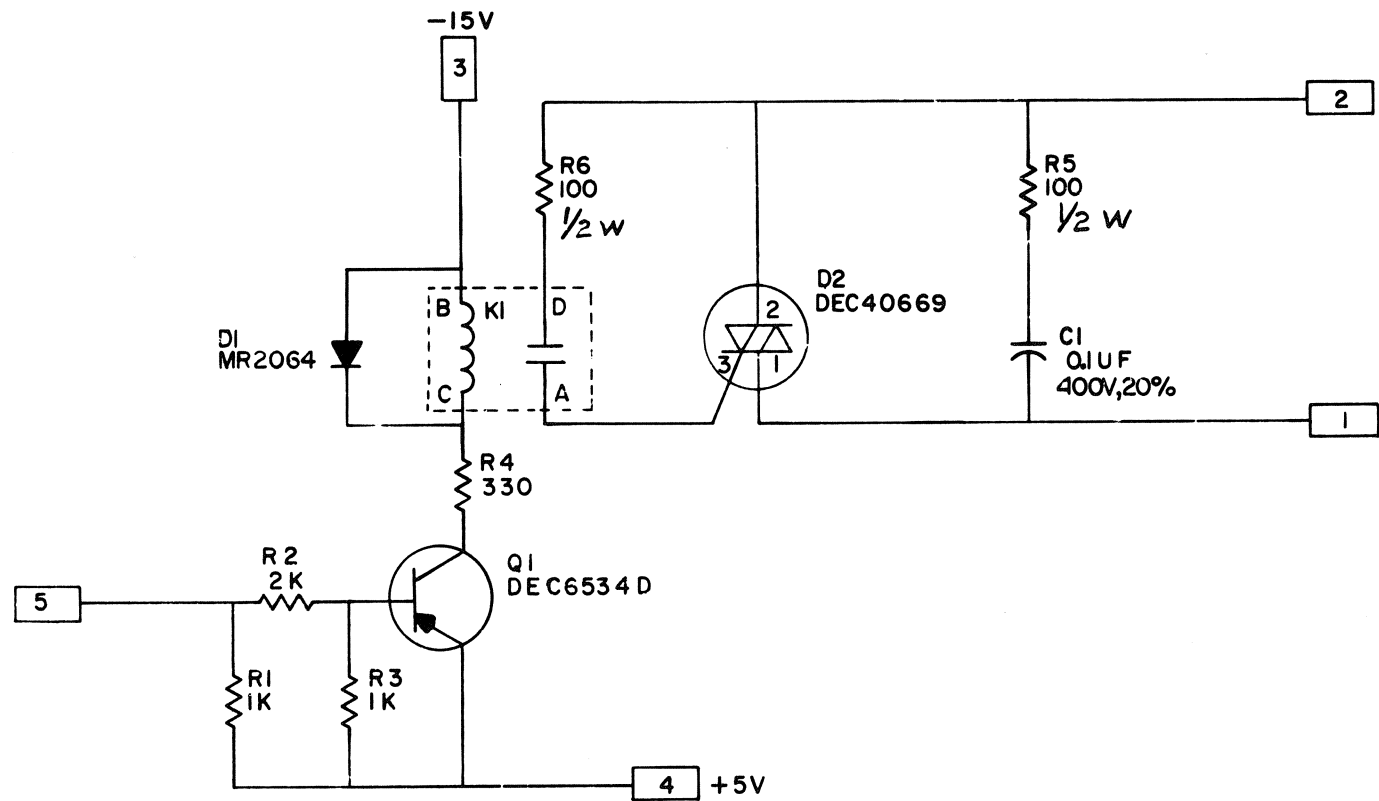 -15V
3
2
R6
100
1/2 W
R5
100
1/2 W
D2
DEC40669
B
K1
D
2
D1
MR2064
C1
0.1UF
400V,20%
3
1
C
A
1
R4
330
R2
2K
Q1
DEC6534D
5
R1
1K
R3
1K
4
+5V